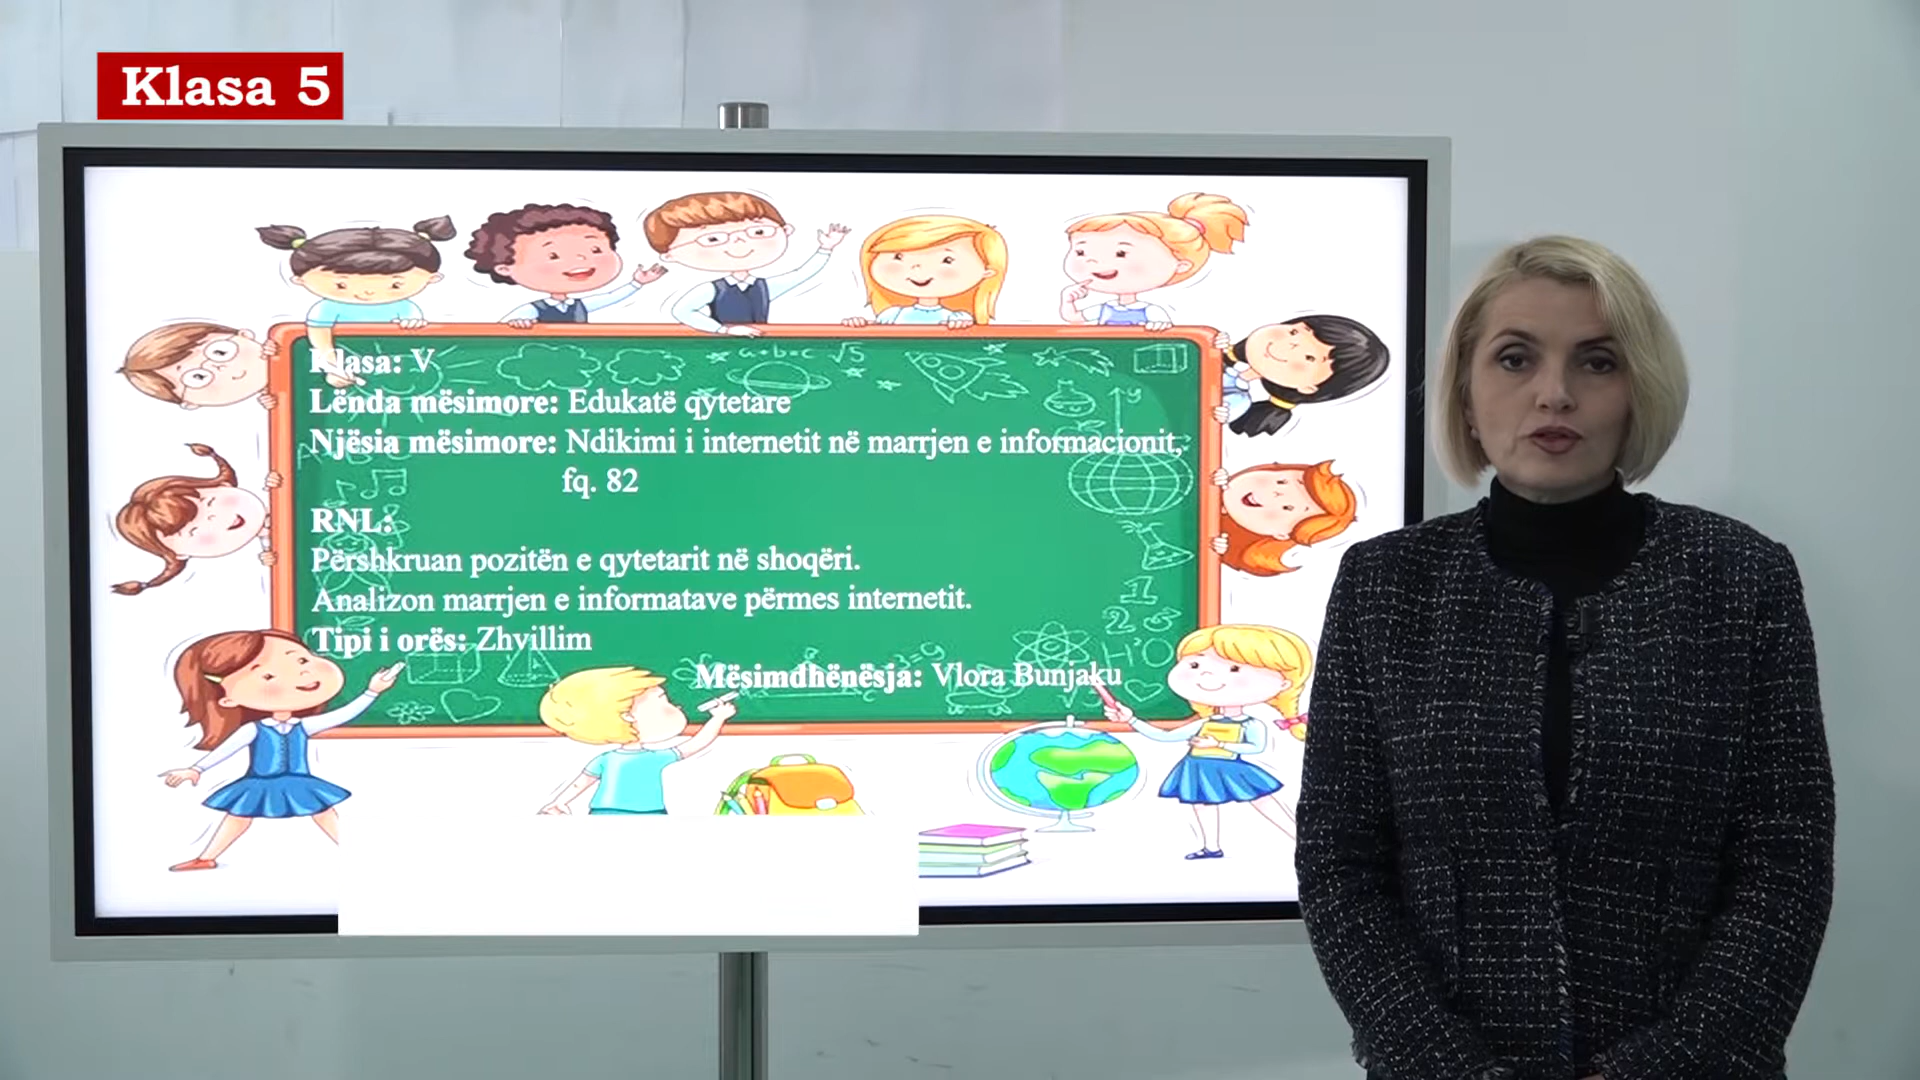 Klasa 5
Klasa: V
Lënda mësimore: Edukatë qytetare
Njësia mësimore: Ndikimi i internetit në marrjen e informacionit,
fq. 82
RNL:
Përshkruan pozitën e qytetarit në shoqëri.
Analizon marrjen e informatave përmes internetit.
Tipi i orës: Zhvillim
Mësimdhënësja: Vlora Bunjaku